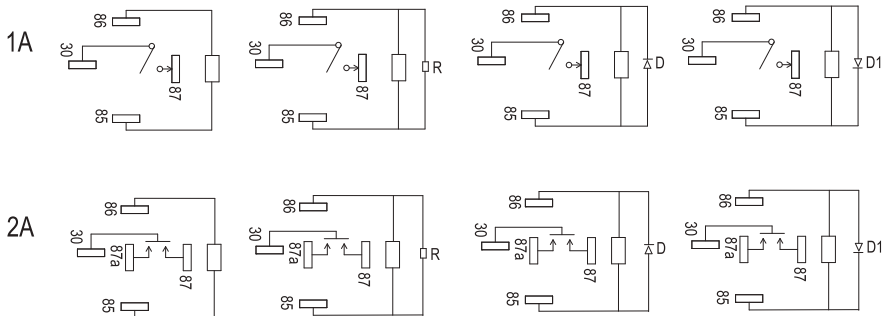 1A
86 30 87 85
86 30 87 85 R
86 30 87 85 D
86 30 87 85 D1
2A
86 30 87a 87 85
86 30 87a 87 85 R
86 30 87a 87 85 D
86 30 87a 87 85 D1